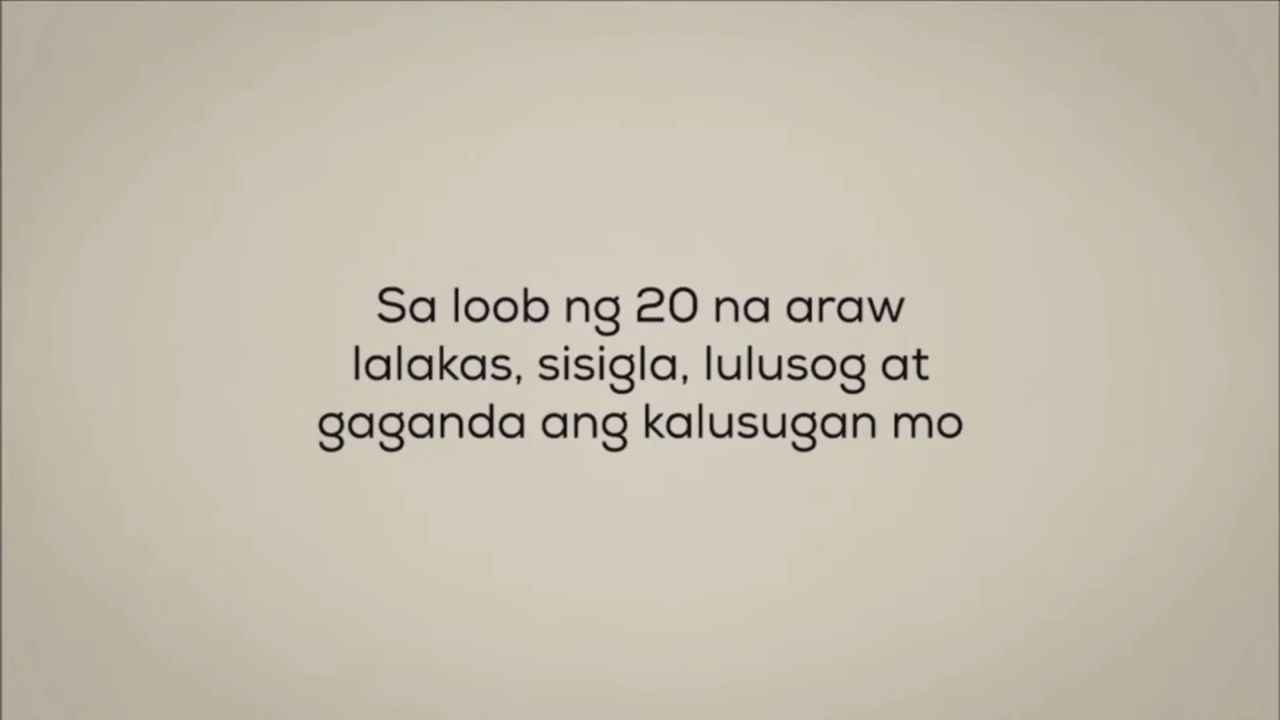 Sa loob ng 20 na araw
lalakas, sisigla, lulusog at
gaganda ang kalusugan mo